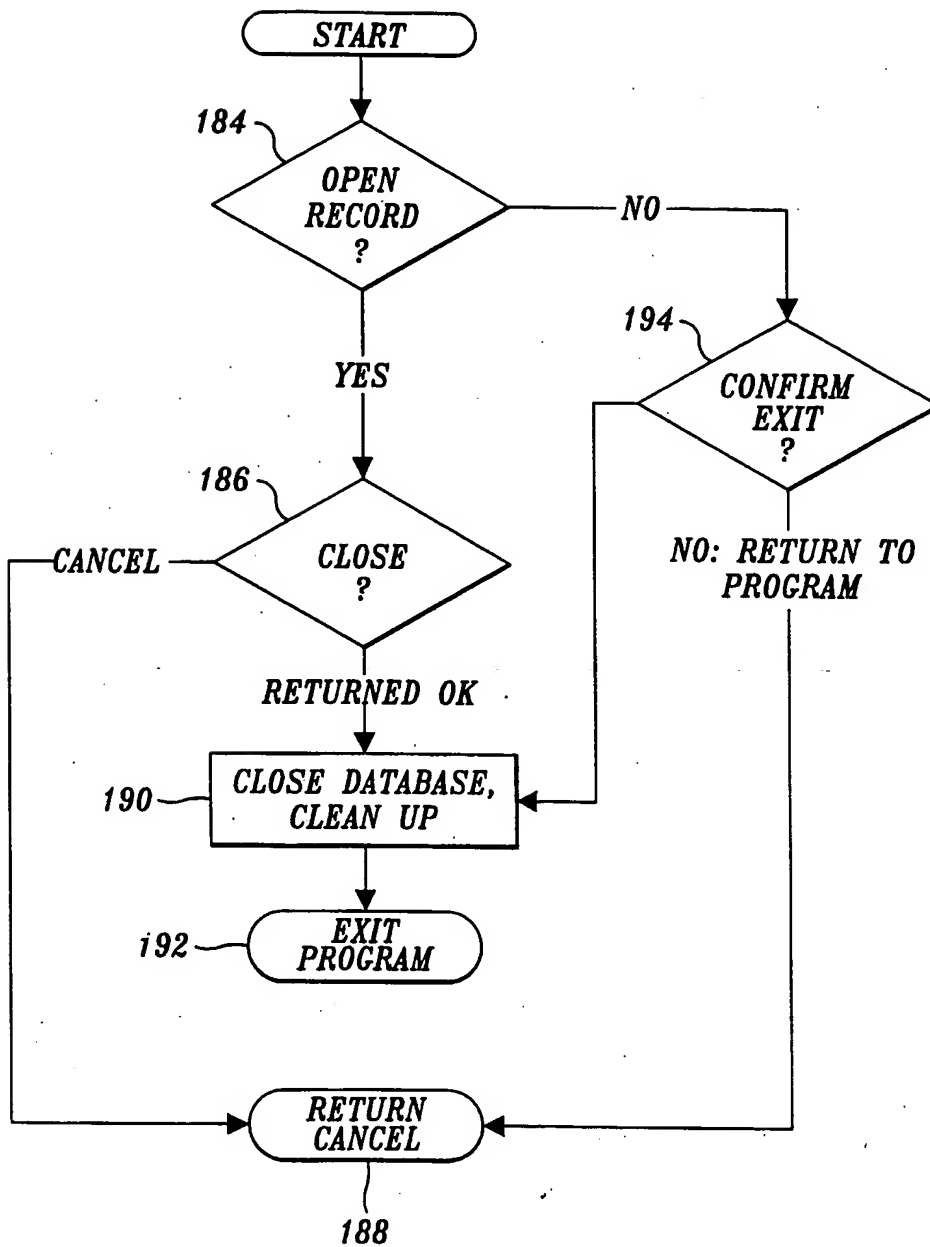 START
184
OPEN
RECORD
?
NO
194
YES
CONFIRM
EXIT
?
186
CANCEL
CLOSE
?
NO: RETURN TO
PROGRAM
RETURNED OK
190
CLOSE DATABASE,
CLEAN UP
192
EXIT
PROGRAM
RETURN
CANCEL
188